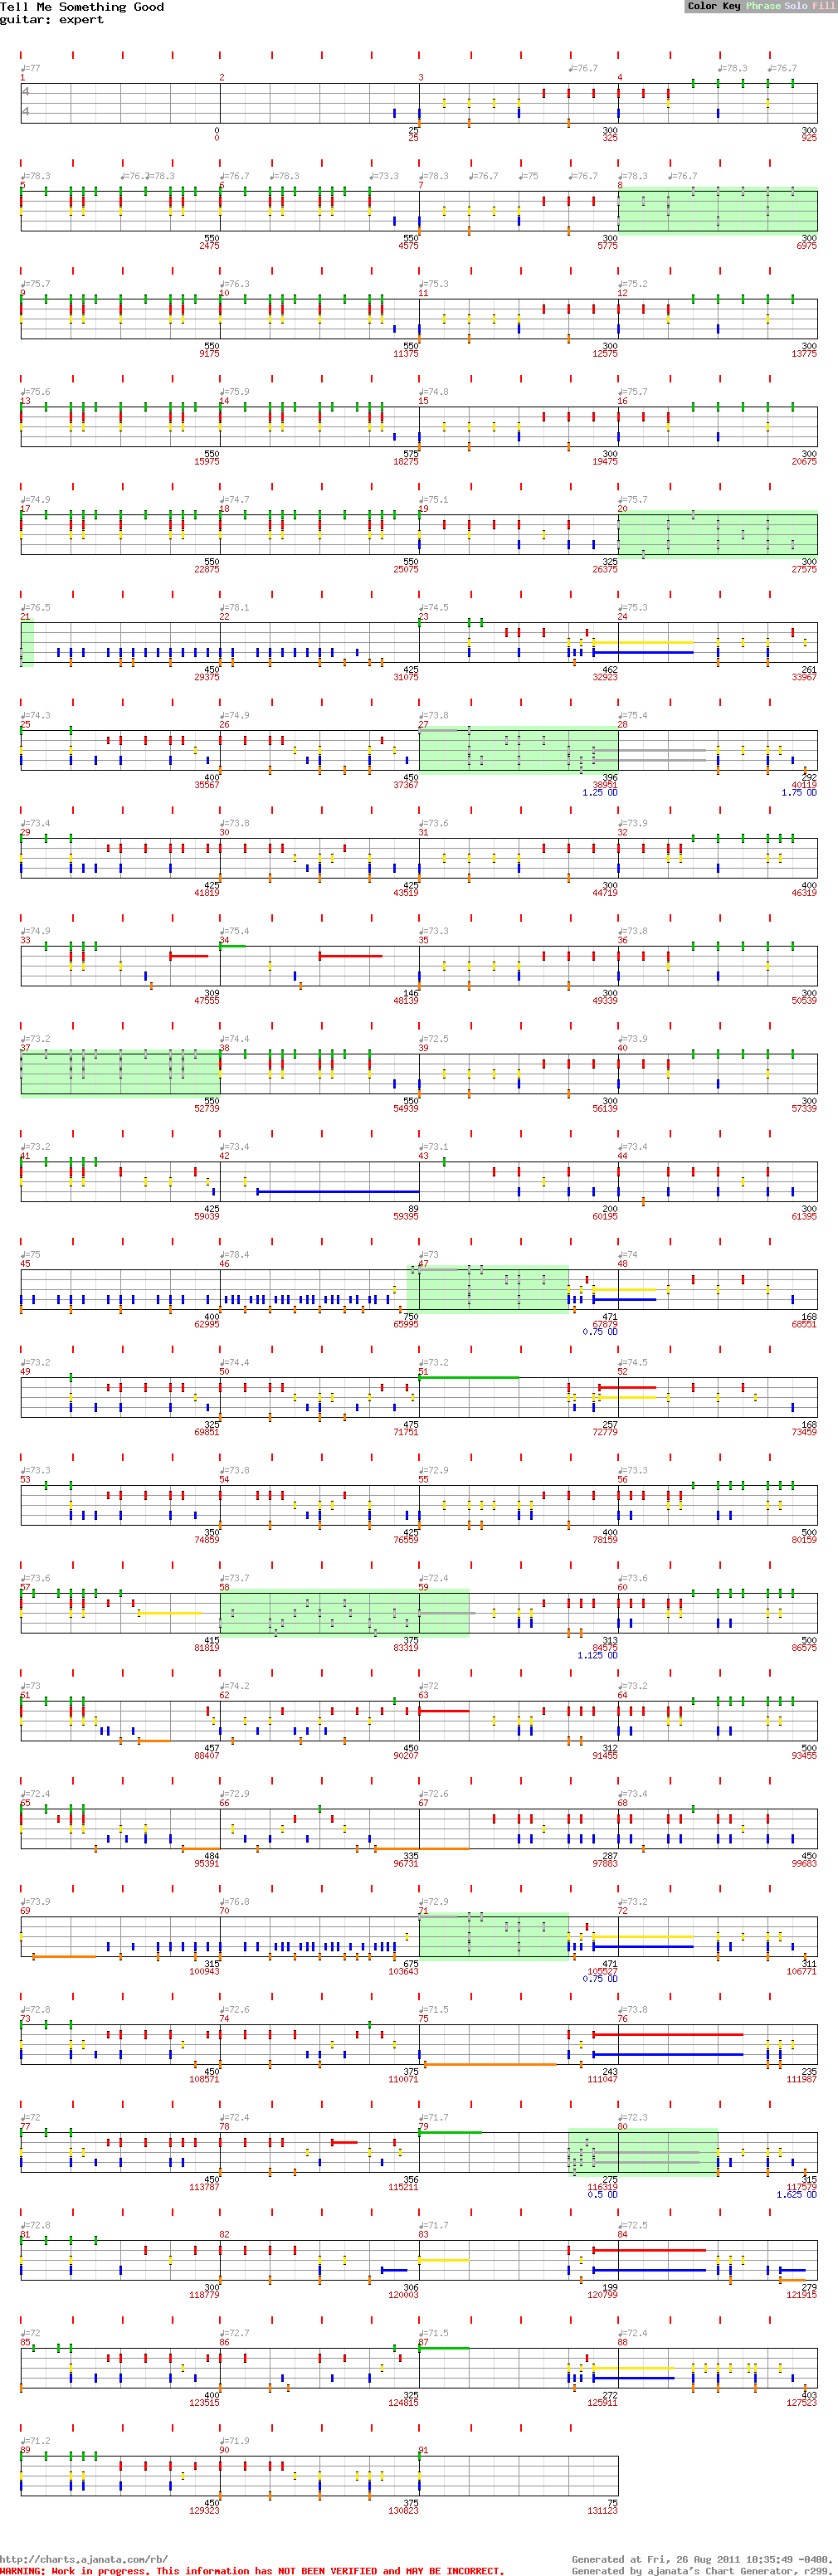 Tell Me Something Good
guitar: expert
Color Key Phrase Solo Fill
♩=77 ♩=76.7 ♩=78.3 ♩=76.7
1 2 3 4
4
4
0 25 300 300
0 25 325 925
♩=78.3 ♩=78.3 ♩=76.7 ♩=78.3 ♩=73.3 ♩=78.3 ♩=76.7 ♩=75 ♩=76.7 ♩=78.3 ♩=76.7
5 6 7 8
550 550 300 300
2475 4575 5775 6975
♩=75.7 ♩=76.3 ♩=75.3 ♩=75.2
9 10 11 12
550 550 300 300
9175 11375 12575 13775
♩=75.6 ♩=75.9 ♩=74.8 ♩=75.7
13 14 15 16
550 575 300 300
15975 18275 19475 20675
♩=74.9 ♩=74.7 ♩=75.1 ♩=75.7
17 18 19 20
550 550 325 300
22875 25075 26375 27575
♩=76.5 ♩=78.1 ♩=74.5 ♩=75.3
21 22 23 24
450 425 462 261
29375 31075 32923 33967
♩=74.3 ♩=74.9 ♩=73.8 ♩=75.4
25 26 27 28
400 450 396 292
35567 37367 38951 40119
1.25 OD 1.75 OD
♩=73.4 ♩=73.8 ♩=73.6 ♩=73.9
29 30 31 32
425 425 300 400
41819 43519 44719 46319
♩=74.9 ♩=75.4 ♩=73.3 ♩=73.8
33 34 35 36
309 146 300 300
47555 48139 49339 50539
♩=73.2 ♩=74.4 ♩=72.5 ♩=73.9
37 38 39 40
550 550 300 300
52739 54939 56139 57339
♩=73.2 ♩=73.4 ♩=73.1 ♩=73.4
41 42 43 44
425 89 200 300
59039 59395 60195 61395
♩=75 ♩=78.4 ♩=73 ♩=74
45 46 47 48
400 750 471 168
62995 65995 67879 68551
0.75 OD
♩=73.2 ♩=74.4 ♩=73.2 ♩=74.5
49 50 51 52
325 475 257 168
69851 71751 72779 73459
♩=73.3 ♩=73.8 ♩=72.9 ♩=73.3
53 54 55 56
350 425 400 500
74859 76559 78159 80159
♩=73.6 ♩=73.7 ♩=72.4 ♩=73.6
57 58 59 60
415 375 313 500
81819 83319 84575 86575
1.125 OD
♩=73 ♩=74.2 ♩=72 ♩=73.2
61 62 63 64
457 450 312 500
88407 90207 91455 93455
♩=72.4 ♩=72.9 ♩=72.6 ♩=73.4
65 66 67 68
484 335 287 450
95391 96731 97883 99683
♩=73.9 ♩=76.8 ♩=72.9 ♩=73.2
69 70 71 72
315 675 471 311
100943 103643 105527 106771
0.75 OD
♩=72.8 ♩=72.6 ♩=71.5 ♩=73.8
73 74 75 76
450 375 243 235
108571 110071 111047 111987
♩=72 ♩=72.4 ♩=71.7 ♩=72.3
77 78 79 80
450 356 275 315
113787 115211 116319 117579
0.5 OD 1.625 OD
♩=72.8 ♩=71.7 ♩=72.5
81 82 83 84
300 306 199 279
118779 120003 120799 121915
♩=72 ♩=72.7 ♩=71.5 ♩=72.4
85 86 87 88
400 325 272 403
123515 124815 125911 127523
♩=71.2 ♩=71.9
89 90 91
450 375 75
129323 130823 131123
http://charts.ajanata.com/rb/
WARNING: Work in progress. This information has NOT BEEN VERIFIED and MAY BE INCORRECT.
Generated at Fri, 26 Aug 2011 10:35:49 -0400.
Generated by ajanata's Chart Generator, r299.